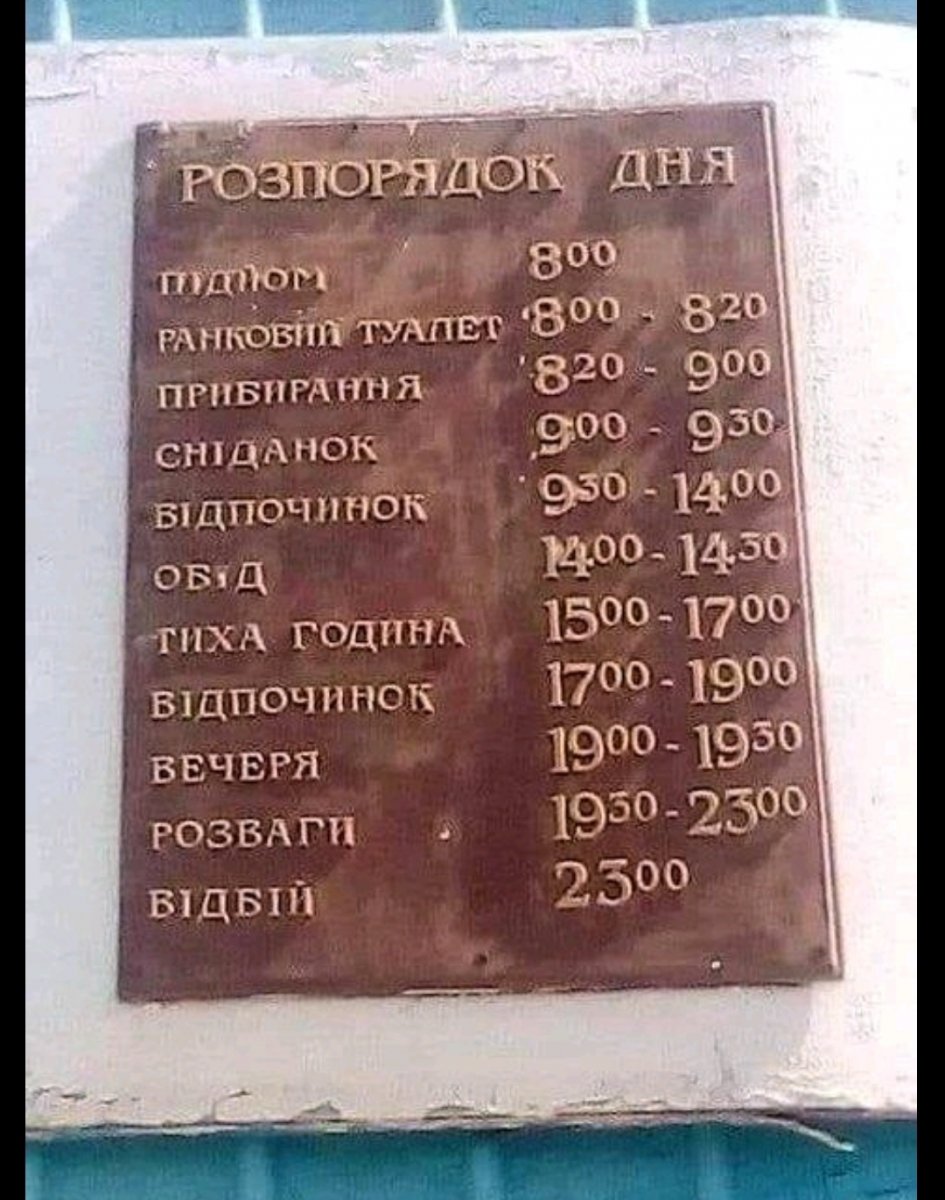 РОЗПОРЯДОК ДНЯ
ПІДЙОМ 8⁰⁰
РАНКОВИЙ ТУАЛЕТ 8⁰⁰ - 8²⁰
ПРИБИРАННЯ 8²⁰ - 9⁰⁰
СНІДАНОК 9⁰⁰ - 9³⁰
ВІДПОЧИНОК 9³⁰ - 14⁰⁰
ОБІД 14⁰⁰ - 14³⁰
ТИХА ГОДИНА 15⁰⁰ - 17⁰⁰
ВІДПОЧИНОК 17⁰⁰ - 19⁰⁰
ВЕЧЕРЯ 19⁰⁰ - 19³⁰
РОЗВАГИ 19³⁰ - 23⁰⁰
ВІДБІЙ 23⁰⁰